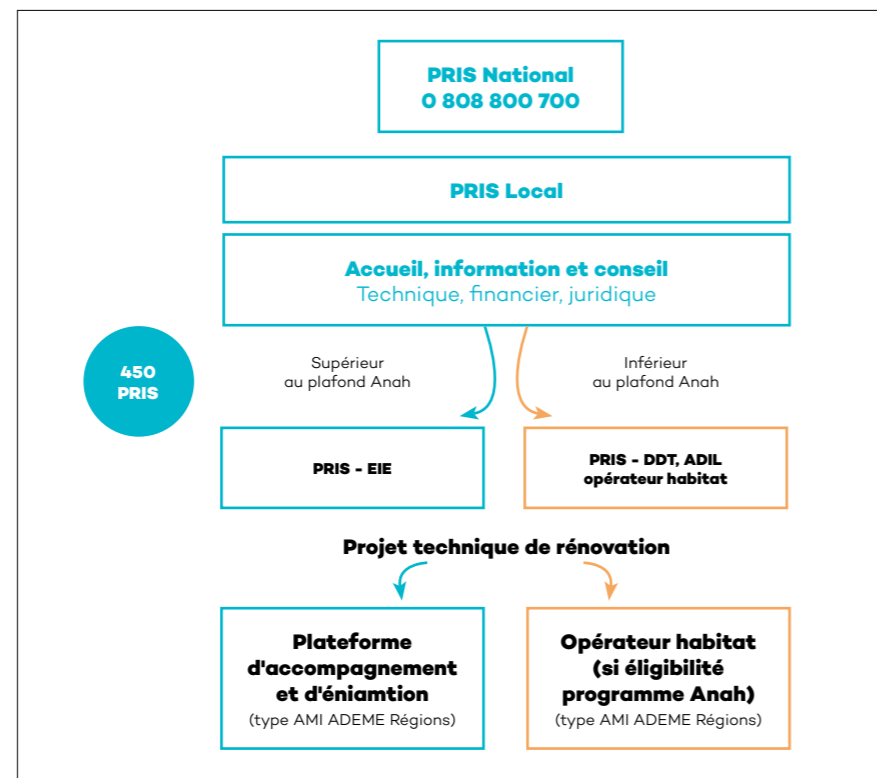 PRIS National
0 808 800 700
PRIS Local
Accueil, information et conseil
Technique, financier, juridique
450
PRIS
Supérieur
au plafond Anah
Inférieur
au plafond Anah
PRIS - EIE
PRIS - DDT, ADIL
opérateur habitat
Projet technique de rénovation
Plateforme
d'accompagnement
et d'éniamtion
(type AMI ADEME Régions)
Opérateur habitat
(si éligibilité
programme Anah)
(type AMI ADEME Régions)